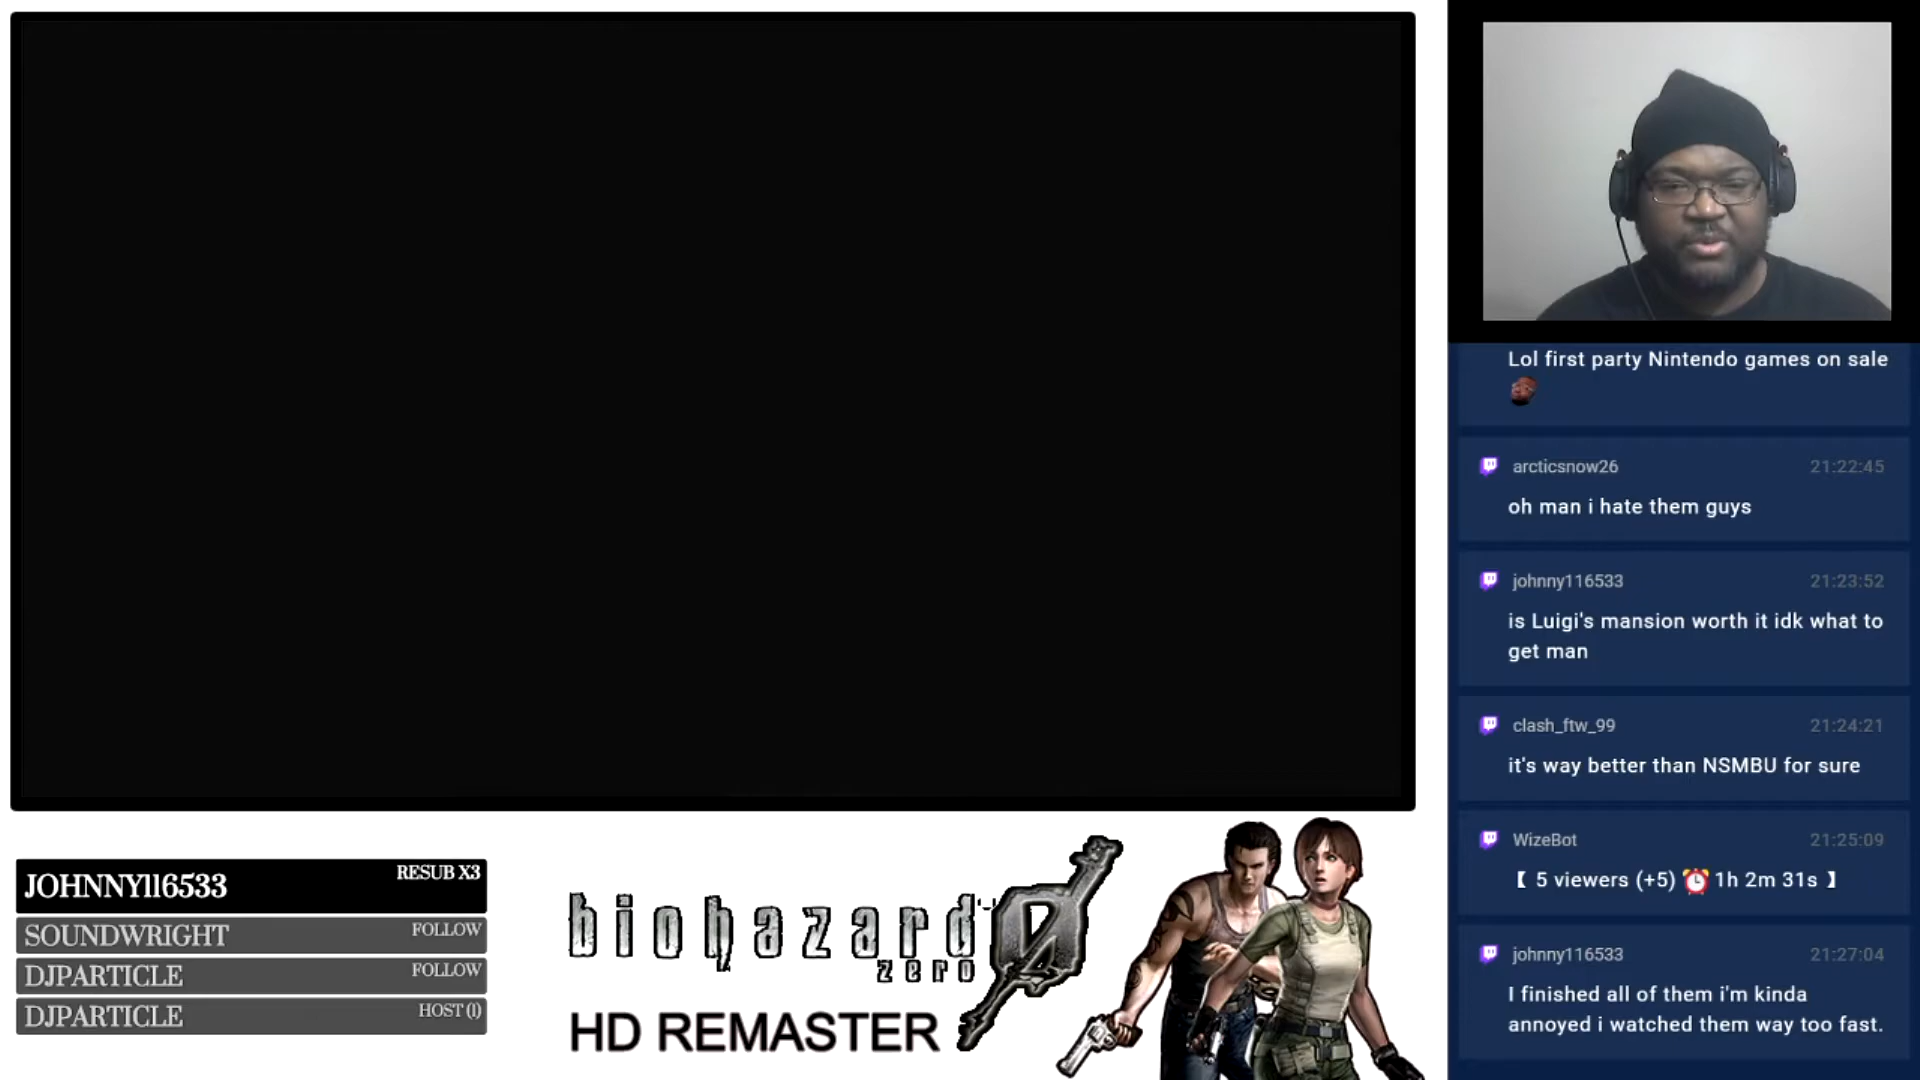 Lol first party Nintendo games on sale
arcticsnow26 21:22:45
oh man i hate them guys
johnny116533 21:23:52
is Luigi's mansion worth it idk what to
get man
clash_ftw_99 21:24:21
it's way better than NSMBU for sure
WizeBot 21:25:09
【 5 viewers (+5) ⏰ 1h 2m 31s 】
johnny116533 21:27:04
I finished all of them i'm kinda
annoyed i watched them way too fast.
JOHNNY116533 RESUB X3
SOUNDWRIGHT FOLLOW
DJPARTICLE FOLLOW
DJPARTICLE HOST (1)
biohazard 0
zero
HD REMASTER